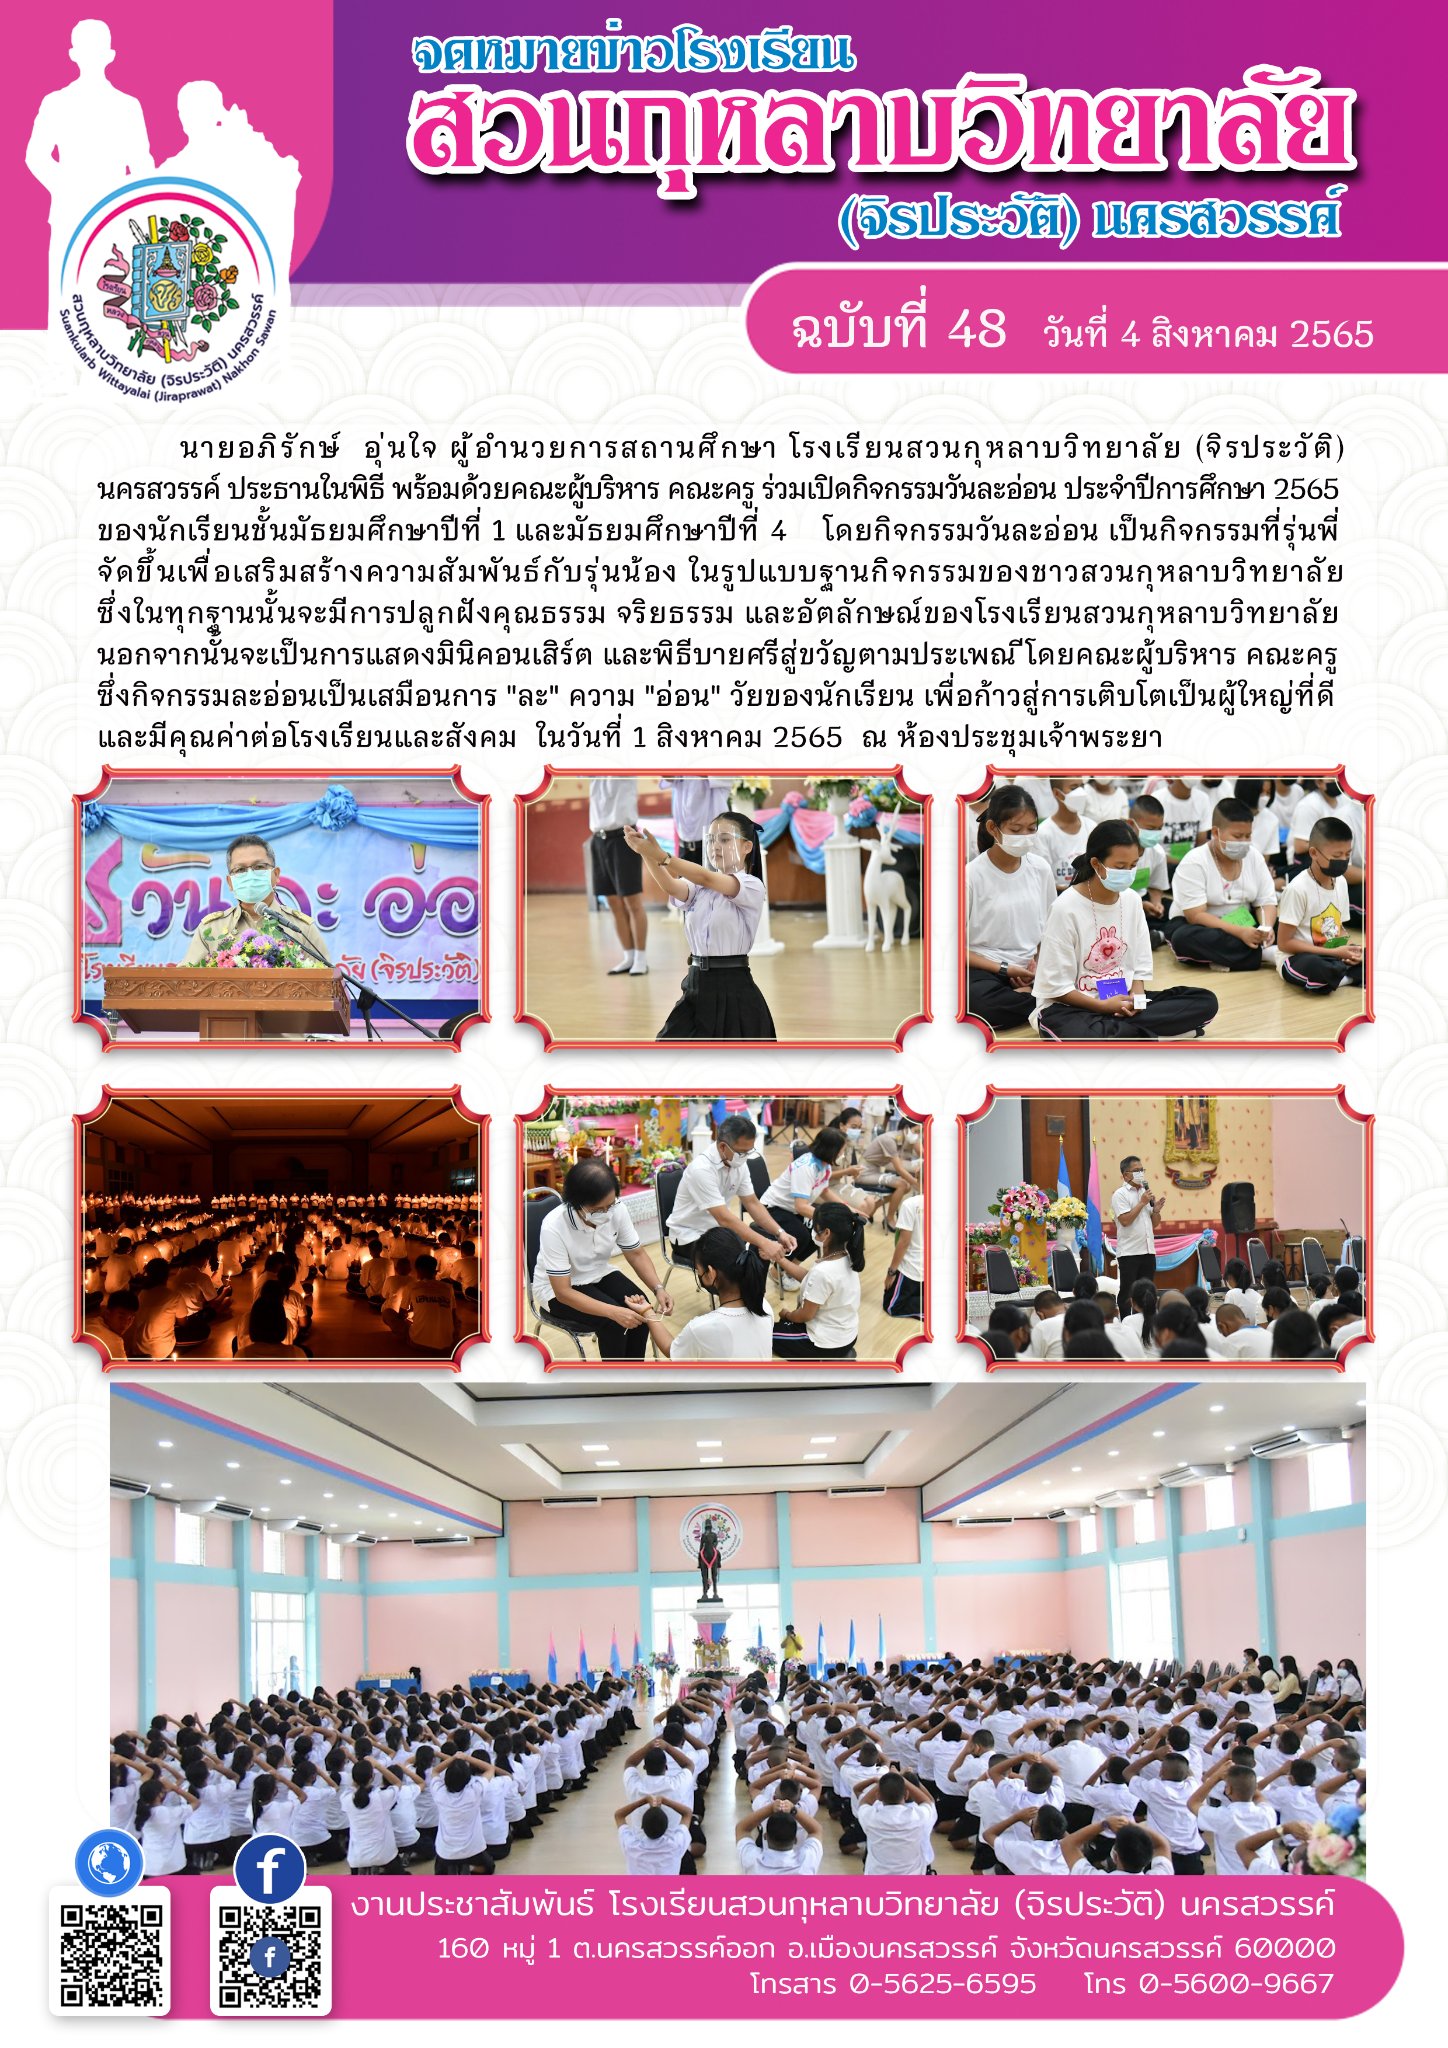 จดหมายข่าวโรงเรียน
สวนกุหลาบวิทยาลัย
(จิรประวัติ) นครสวรรค์
สวนกุหลาบวิทยาลัย (จิรประวัติ) นครสวรรค์
Suankularb Wittayalai (Jiraprawat) Nakhon Sawan
ฉบับที่ 48 วันที่ 4 สิงหาคม 2565
นายอภิรักษ์ อุ่นใจ ผู้อำนวยการสถานศึกษา โรงเรียนสวนกุหลาบวิทยาลัย (จิรประวัติ)
นครสวรรค์ ประธานในพิธี พร้อมด้วยคณะผู้บริหาร คณะครู ร่วมเปิดกิจกรรมวันละอ่อน ประจำปีการศึกษา 2565
ของนักเรียนชั้นมัธยมศึกษาปีที่ 1 และมัธยมศึกษาปีที่ 4 โดยกิจกรรมวันละอ่อน เป็นกิจกรรมที่รุ่นพี่
จัดขึ้นเพื่อเสริมสร้างความสัมพันธ์กับรุ่นน้อง ในรูปแบบฐานกิจกรรมของชาวสวนกุหลาบวิทยาลัย
ซึ่งในทุกฐานนั้นจะมีการปลูกฝังคุณธรรม จริยธรรม และอัตลักษณ์ของโรงเรียนสวนกุหลาบวิทยาลัย
นอกจากนั้นจะเป็นการแสดงมินิคอนเสิร์ต และพิธีบายศรีสู่ขวัญตามประเพณีโดยคณะผู้บริหาร คณะครู
ซึ่งกิจกรรมละอ่อนเป็นเสมือนการ "ละ" ความ "อ่อน" วัยของนักเรียน เพื่อก้าวสู่การเติบโตเป็นผู้ใหญ่ที่ดี
และมีคุณค่าต่อโรงเรียนและสังคม ในวันที่ 1 สิงหาคม 2565 ณ ห้องประชุมเจ้าพระยา
วันละ อ่อ
(จิรประวัติ)
งานประชาสัมพันธ์ โรงเรียนสวนกุหลาบวิทยาลัย (จิรประวัติ) นครสวรรค์
160 หมู่ 1 ต.นครสวรรค์ออก อ.เมืองนครสวรรค์ จังหวัดนครสวรรค์ 60000
โทรสาร 0-5625-6595 โทร 0-5600-9667